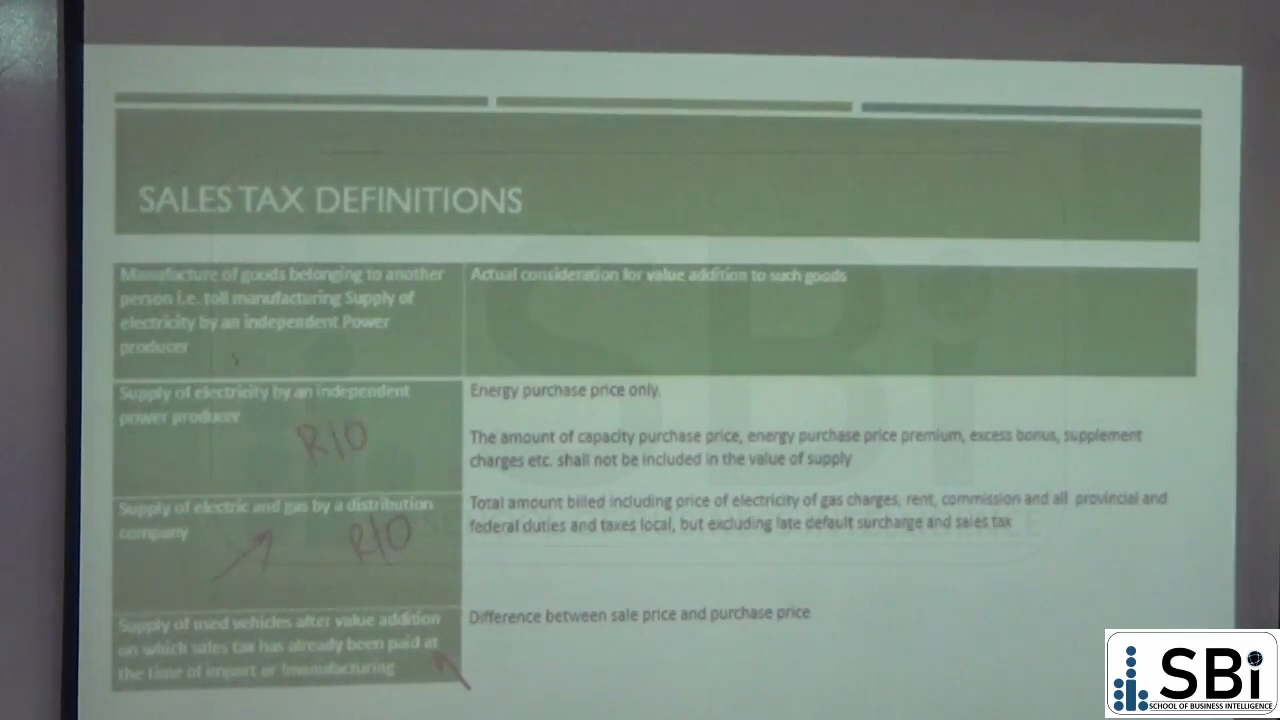 SALES TAX DEFINITIONS
Manufacture of goods belonging to another
person i.e. toll manufacturing Supply of
electricity by an independent Power
producer
Actual consideration for value addition to such goods
Supply of electricity by an independent
power producer
R/O
Energy purchase price only.
The amount of capacity purchase price, energy purchase price premium, excess bonus, supplement
charges etc. shall not be included in the value of supply
Supply of electric and gas by a distribution
company
R/O
Total amount billed including price of electricity of gas charges, rent, commission and all provincial and
federal duties and taxes local, but excluding late default surcharge and sales tax
Supply of used vehicles after value addition
on which sales tax has already been paid at
the time of import or
Difference between sale price and purchase price
SBi
SBi
SCHOOL OF BUSINESS INTELLIGENCE